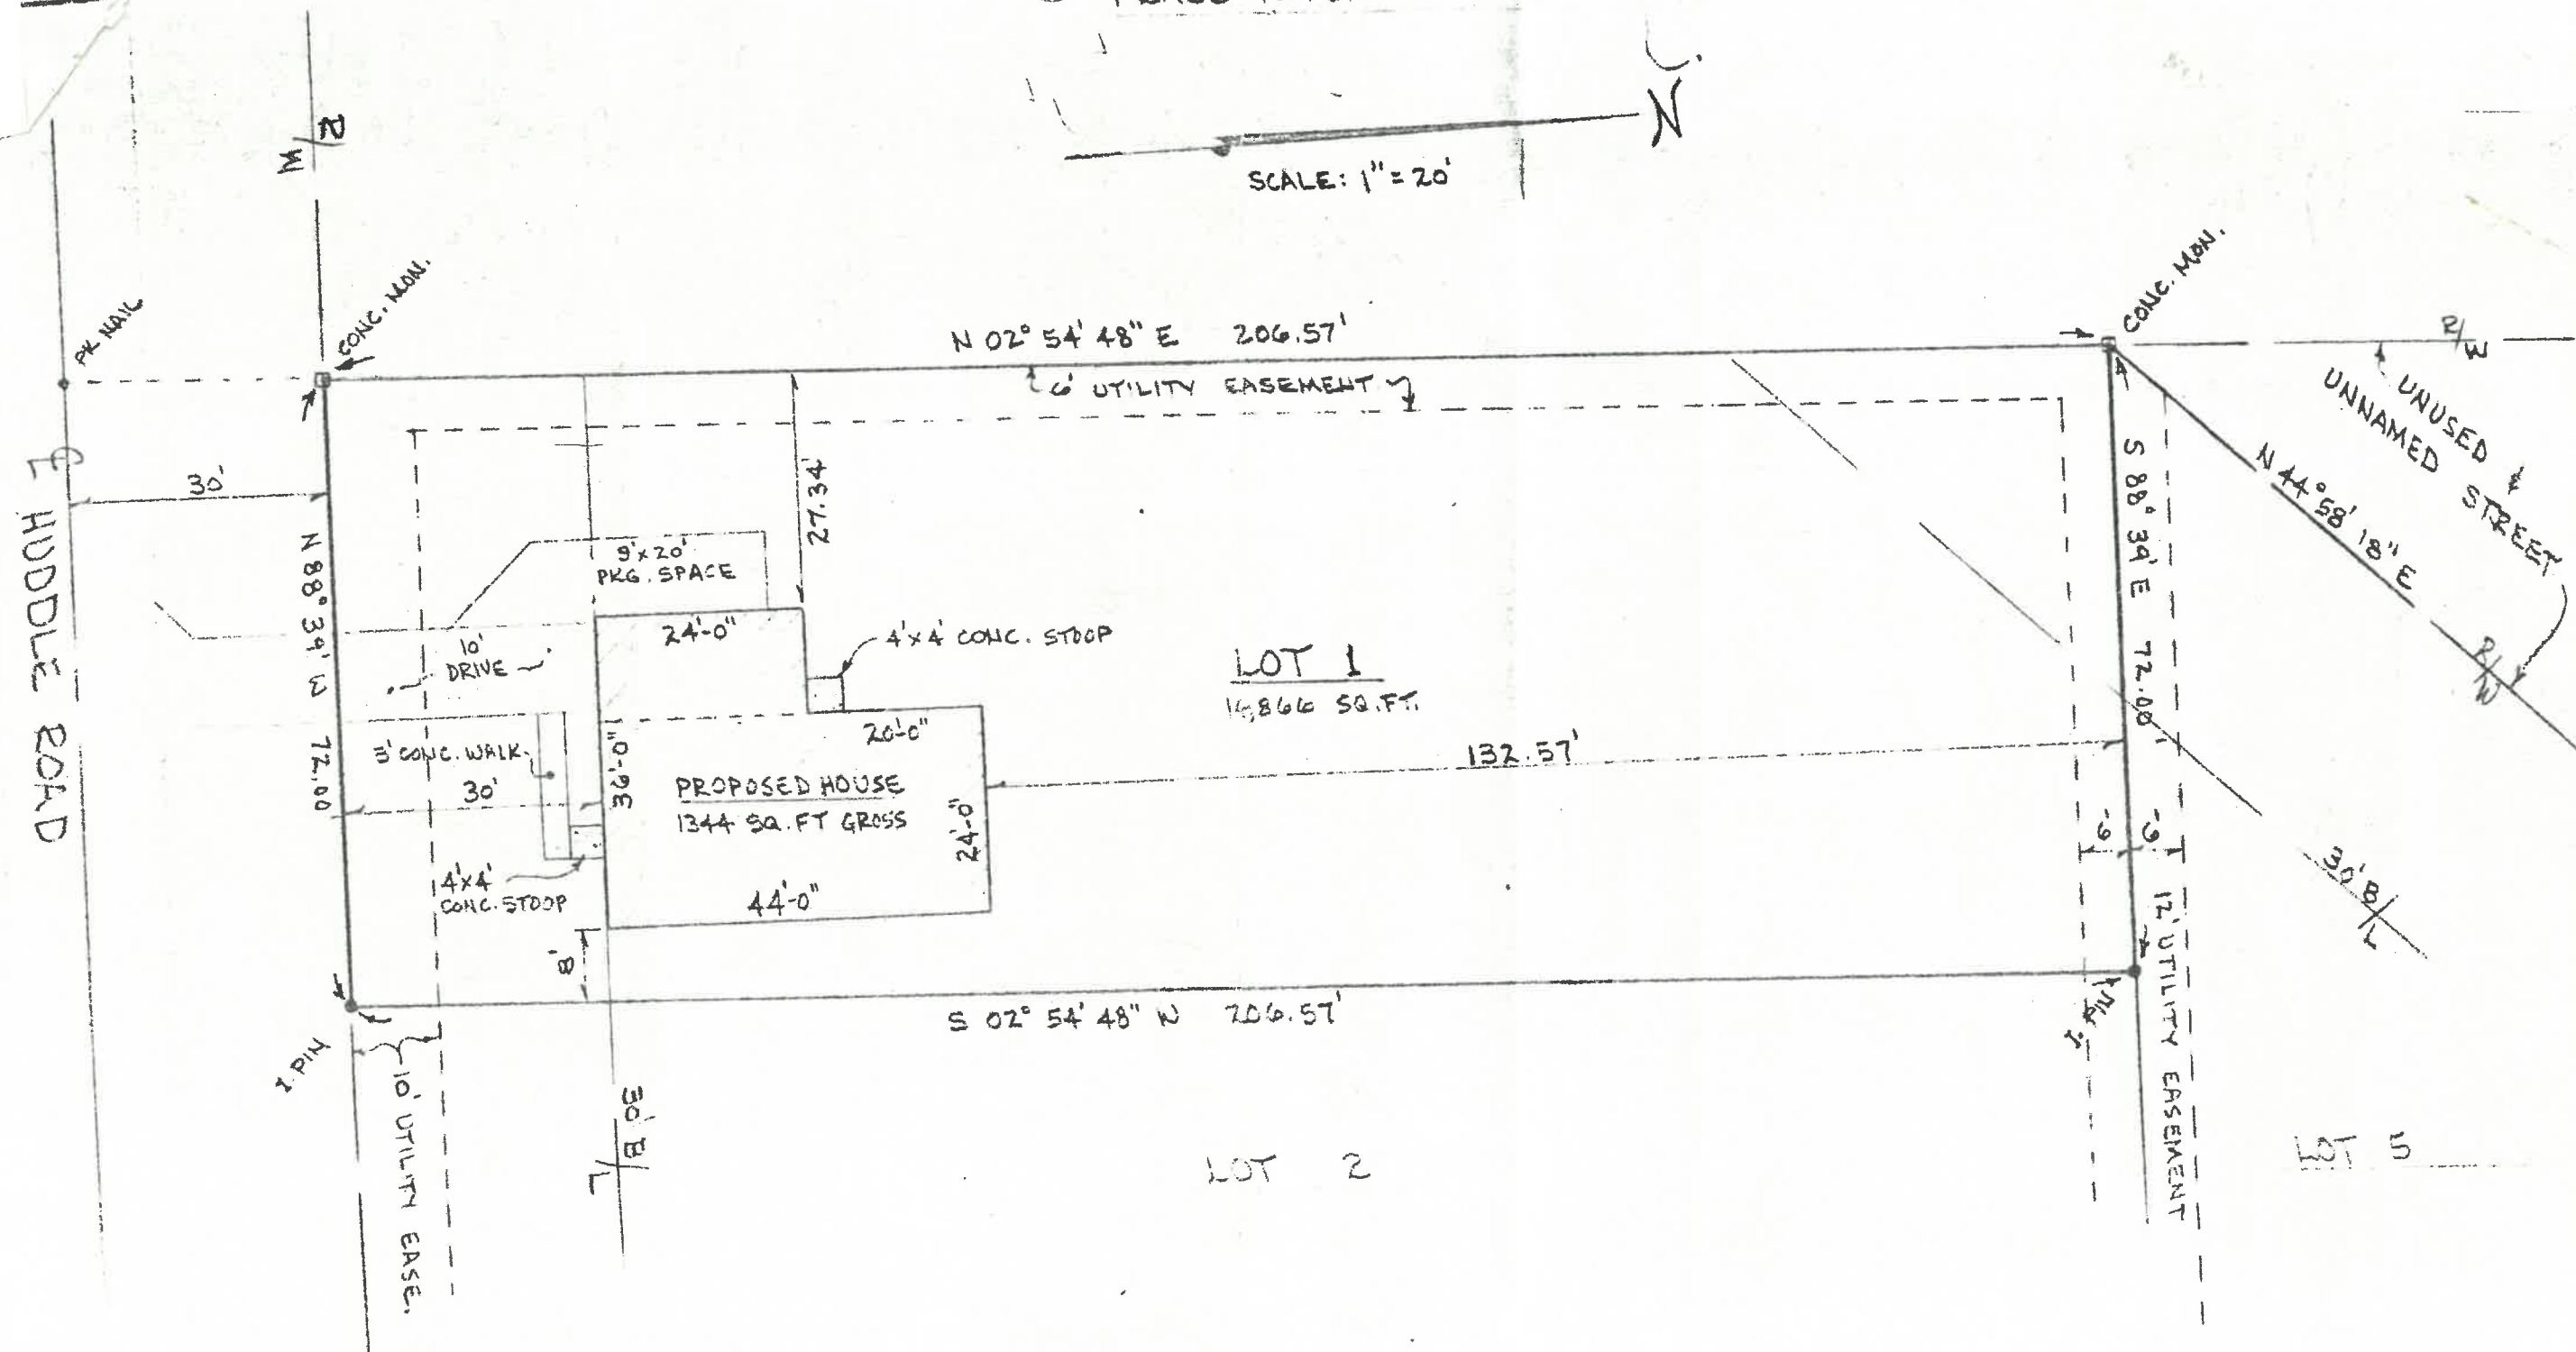 R/W
N
SCALE: 1"=20'
PK NAIL
CONC. MON.
N 02° 54' 48" E 206.57'
6' UTILITY EASEMENT
CONC. MON.
R/W
UNUSED &
UNNAMED STREET
N 44° 58' 18" E
R/W
30'
℄ HUDDLE ROAD
N 88° 39' W 72.00
27.34'
9'x20'
PKG. SPACE
24'-0"
4'x4' CONC. STOOP
10'
DRIVE
LOT 1
SQ.FT.
S 88° 39' E 72.00'
20'-0"
3' CONC. WALK
30'
36'-0"
PROPOSED HOUSE
1344 SQ.FT GROSS
132.57'
24'-0"
4'x4'
CONC. STOOP
44'-0"
8'
6'
6'
30' B/L
12' UTILITY EASEMENT
S 02° 54' 48" W 206.57'
I. PIN
I. PIN
10' UTILITY EASE.
30' B/L
LOT 2
LOT 5